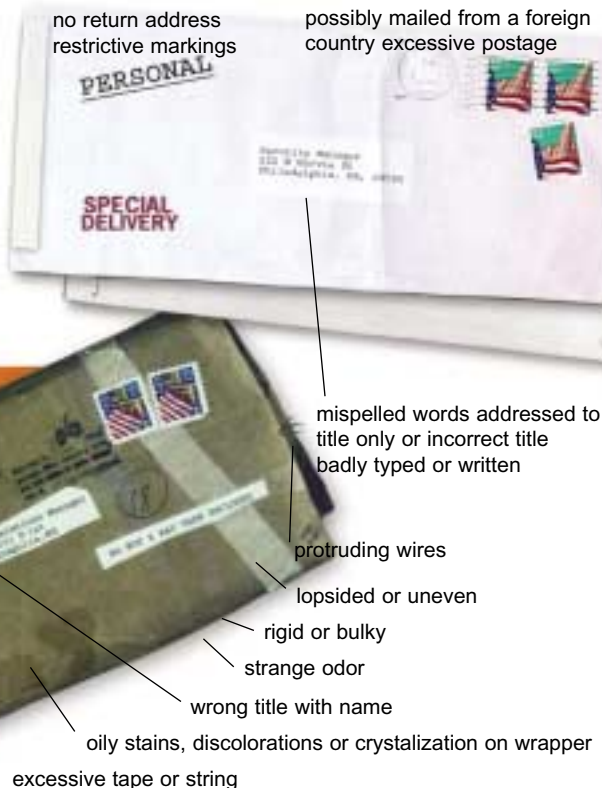 no return address
restrictive markings
possibly mailed from a foreign
country excessive postage
PERSONAL
SPECIAL
DELIVERY
mispelled words addressed to
title only or incorrect title
badly typed or written
protruding wires
lopsided or uneven
rigid or bulky
strange odor
wrong title with name
oily stains, discolorations or crystalization on wrapper
excessive tape or string